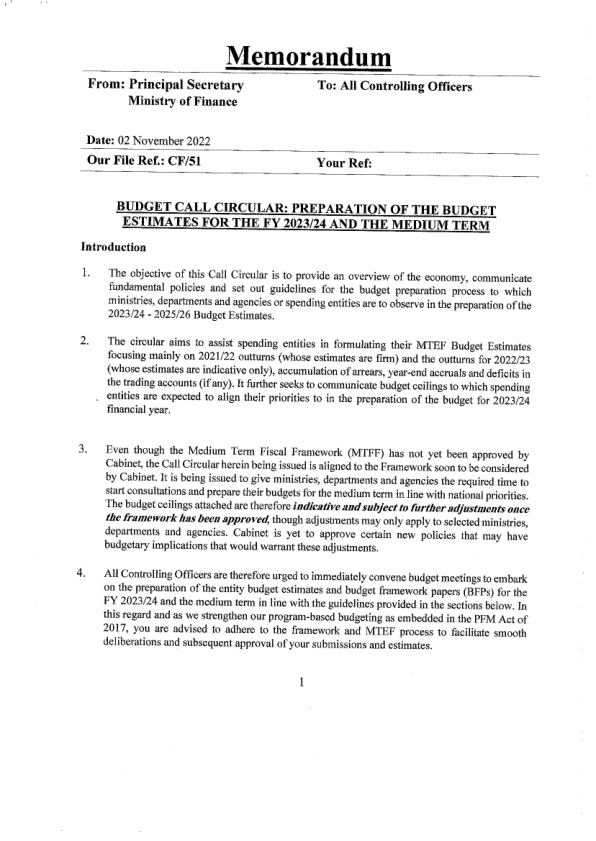 Memorandum
From: Principal Secretary To: All Controlling Officers
Ministry of Finance
Date: 02 November 2022
Our File Ref.: CF/51 Your Ref:
BUDGET CALL CIRCULAR: PREPARATION OF THE BUDGET
ESTIMATES FOR THE FY 2023/24 AND THE MEDIUM TERM
Introduction
1. The objective of this Call Circular is to provide an overview of the economy, communicate
fundamental policies and set out guidelines for the budget preparation process to which
ministries, departments and agencies or spending entities are to observe in the preparation of the
2023/24 - 2025/26 Budget Estimates.
2. The circular aims to assist spending entities in formulating their MTEF Budget Estimates
focusing mainly on 2021/22 outturns (whose estimates are firm) and the outturns for 2022/23
(whose estimates are indicative only), accumulation of arrears, year-end accruals and deficits in
the trading accounts (if any). It further seeks to communicate budget ceilings to which spending
entities are expected to align their priorities to in the preparation of the budget for 2023/24
financial year.
3. Even though the Medium Term Fiscal Framework (MTFF) has not yet been approved by
Cabinet, the Call Circular herein being issued is aligned to the Framework soon to be considered
by Cabinet. It is being issued to give ministries, departments and agencies the required time to
start consultations and prepare their budgets for the medium term in line with national priorities.
The budget ceilings attached are therefore indicative and subject to further adjustments once
the framework has been approved, though adjustments may only apply to selected ministries,
departments and agencies. Cabinet is yet to approve certain new policies that may have
budgetary implications that would warrant these adjustments.
4. All Controlling Officers are therefore urged to immediately convene budget meetings to embark
on the preparation of the entity budget estimates and budget framework papers (BFPs) for the
FY 2023/24 and the medium term in line with the guidelines provided in the sections below. In
this regard and as we strengthen our program-based budgeting as embedded in the PFM Act of
2017, you are advised to adhere to the framework and MTEF process to facilitate smooth
deliberations and subsequent approval of your submissions and estimates.
1